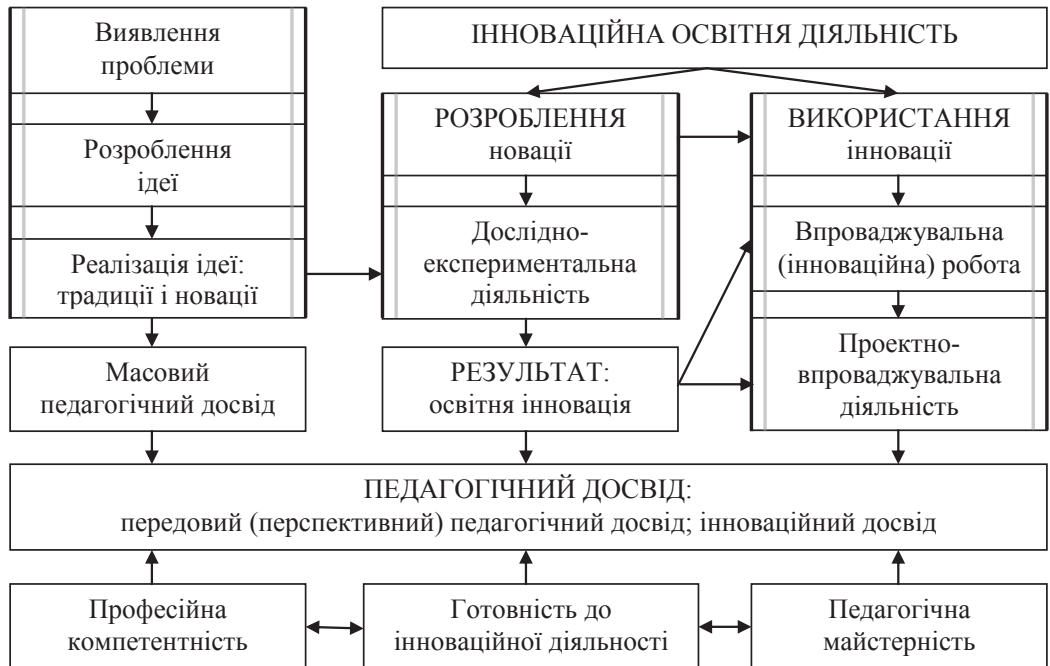 Виявлення
проблеми
Розроблення
ідеї
Реалізація ідеї:
традиції і новації
Масовий
педагогічний досвід
ІННОВАЦІЙНА ОСВІТНЯ ДІЯЛЬНІСТЬ
РОЗРОБЛЕННЯ
новації
Дослідно-
експериментальна
діяльність
РЕЗУЛЬТАТ:
освітня інновація
ВИКОРИСТАННЯ
інновації
Впроваджувальна
(інноваційна) робота
Проектно-
впроваджувальна
діяльність
ПЕДАГОГІЧНИЙ ДОСВІД:
передовий (перспективний) педагогічний досвід; інноваційний досвід
Професійна
компетентність
Готовність до
інноваційної діяльності
Педагогічна
майстерність